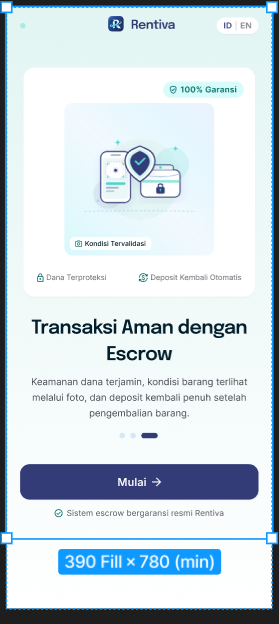 Rentiva
ID | EN
100% Garansi
Kondisi Tervalidasi
Dana Terproteksi
Deposit Kembali Otomatis
Transaksi Aman dengan
Escrow
Keamanan dana terjamin, kondisi barang terlihat
melalui foto, dan deposit kembali penuh setelah
pengembalian barang.
Mulai →
Sistem escrow bergaransi resmi Rentiva
390 Fill × 780 (min)